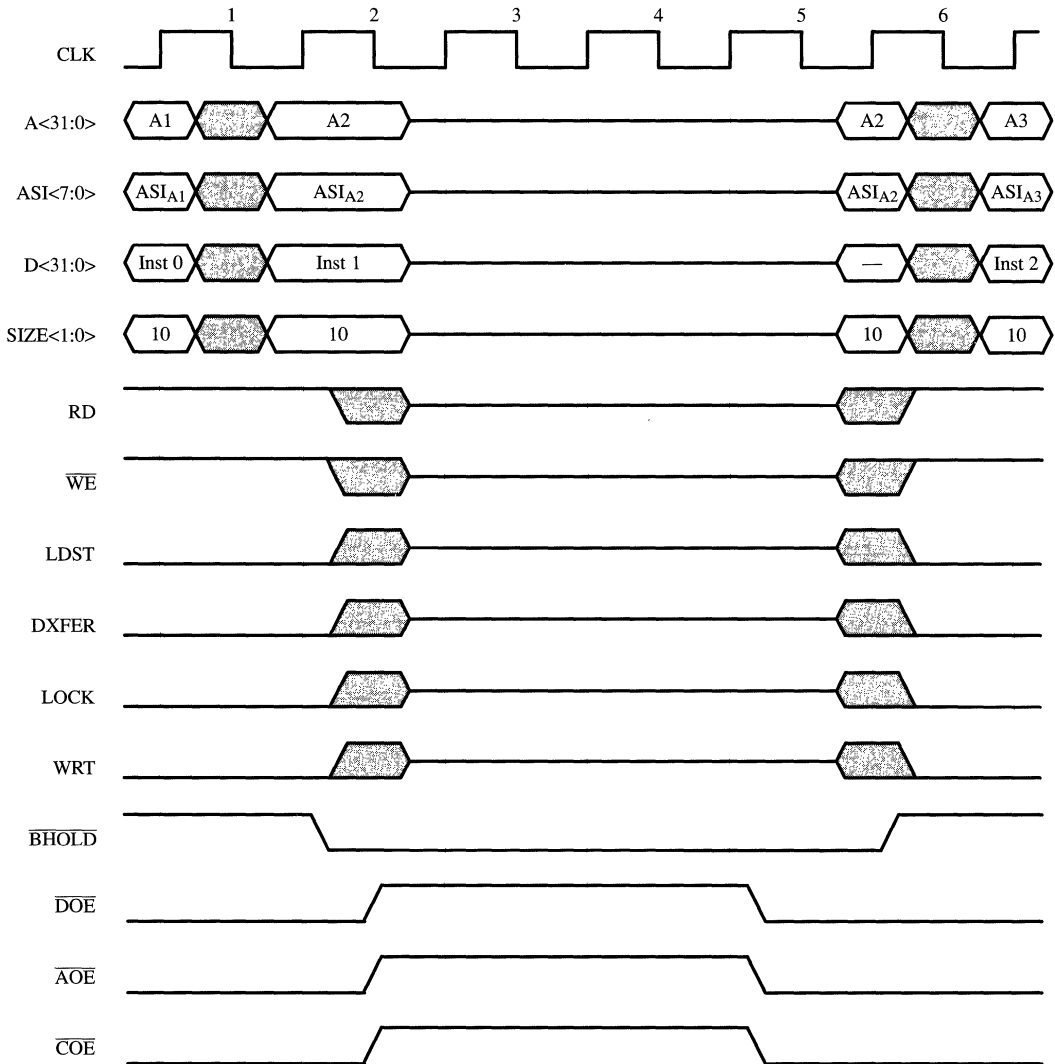 1 2 3 4 5 6
CLK
A<31:0> A1 A2 A2 A3
ASI<7:0> ASIA1 ASIA2 ASIA2 ASIA3
D<31:0> Inst 0 Inst 1 — Inst 2
SIZE<1:0> 10 10 10 10
RD
WE
LDST
DXFER
LOCK
WRT
BHOLD
DOE
AOE
COE